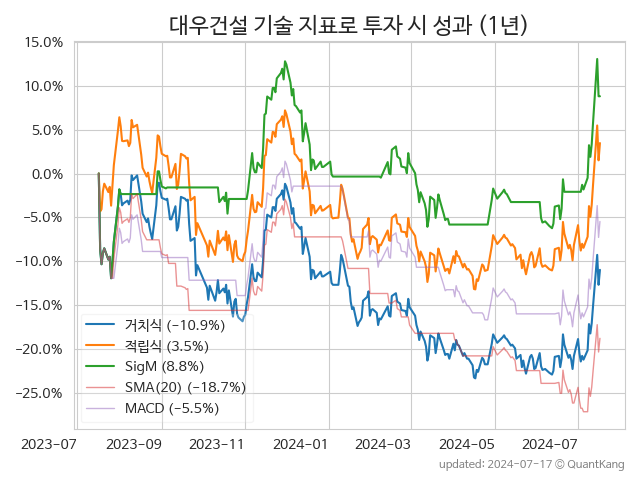 대우건설 기술 지표로 투자 시 성과 (1년)
15.0%
10.0%
5.0%
0.0%
−5.0%
−10.0%
−15.0%
−20.0%
−25.0%
거치식 (−10.9%)
적립식 (3.5%)
SigM (8.8%)
SMA(20) (−18.7%)
MACD (−5.5%)
2023-07 2023-09 2023-11 2024-01 2024-03 2024-05 2024-07
updated: 2024-07-17 ⓒ QuantKang